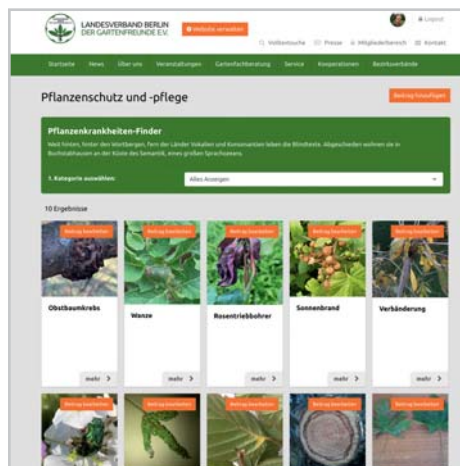 LANDESVERBAND BERLIN
DER GARTENFREUNDE E.V.
Website verwalten
Logout
Volltextsuche Presse Mitgliederbereich Kontakt
Startseite News Über uns Veranstaltungen Gartenfachberatung Service Kooperationen Bezirksverbände
Pflanzenschutz und -pflege
Beitrag hinzufügen
Pflanzenkrankheiten-Finder
Weit hinten, hinter den Wortbergen, fern der Länder Vokalien und Konsonantien leben die Blindtexte. Abgeschieden wohnen sie in
Buchstabhausen an der Küste des Semantik, eines großen Sprachozeans.
1. Kategorie auswählen:
Alles Anzeigen
10 Ergebnisse
Beitrag bearbeiten Beitrag bearbeiten Beitrag bearbeiten Beitrag bearbeiten Beitrag bearbeiten
Obstbaumkrebs Wanze Rosentriebbohrer Sonnenbrand Verbänderung
mehr mehr mehr mehr mehr
Beitrag bearbeiten Beitrag bearbeiten Beitrag bearbeiten Beitrag bearbeiten Beitrag bearbeiten